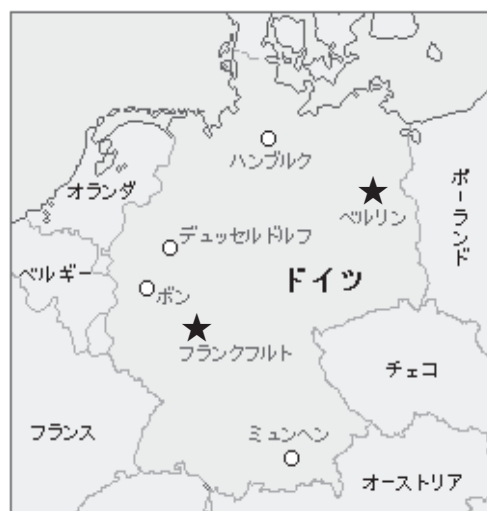 ハンブルク
オランダ
ベルリン
ポーランド
デュッセルドルフ
ベルギー
ボン
ドイツ
フランクフルト
チェコ
フランス
ミュンヘン
オーストリア